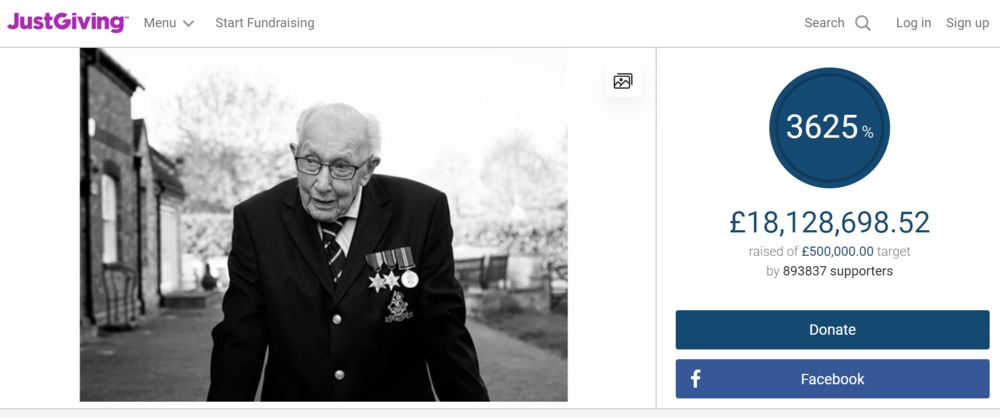 JustGiving™ Menu Start Fundraising Search Log in Sign up
3625 %
£18,128,698.52
raised of £500,000.00 target
by 893837 supporters
Donate
Facebook